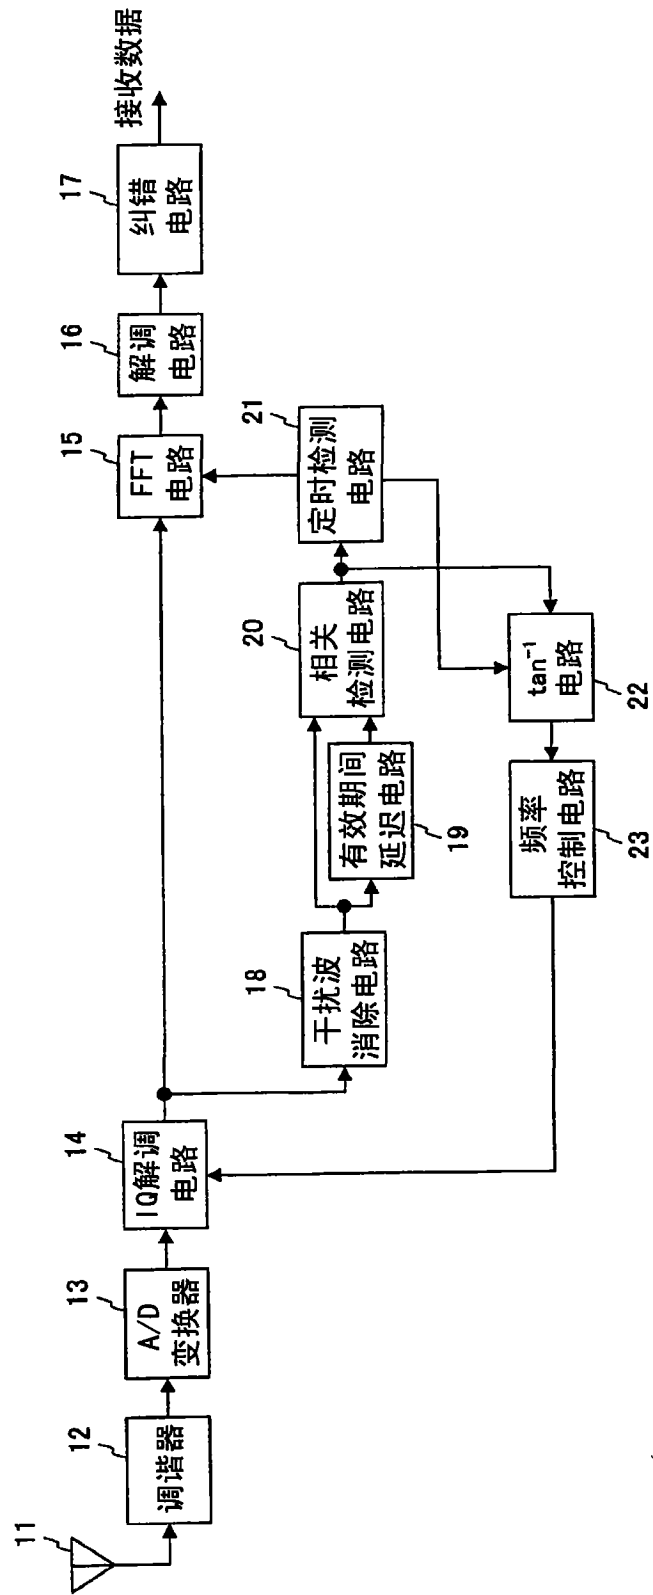 11
12
调谐器
13
A/D
变换器
14
IQ解调
电路
15
FFT
电路
16
解调
电路
17
纠错
电路
接收数据
18
干扰波
消除电路
19
有效期间
延迟电路
20
相关
检测电路
21
定时检测
电路
22
tan⁻¹
电路
23
频率
控制电路